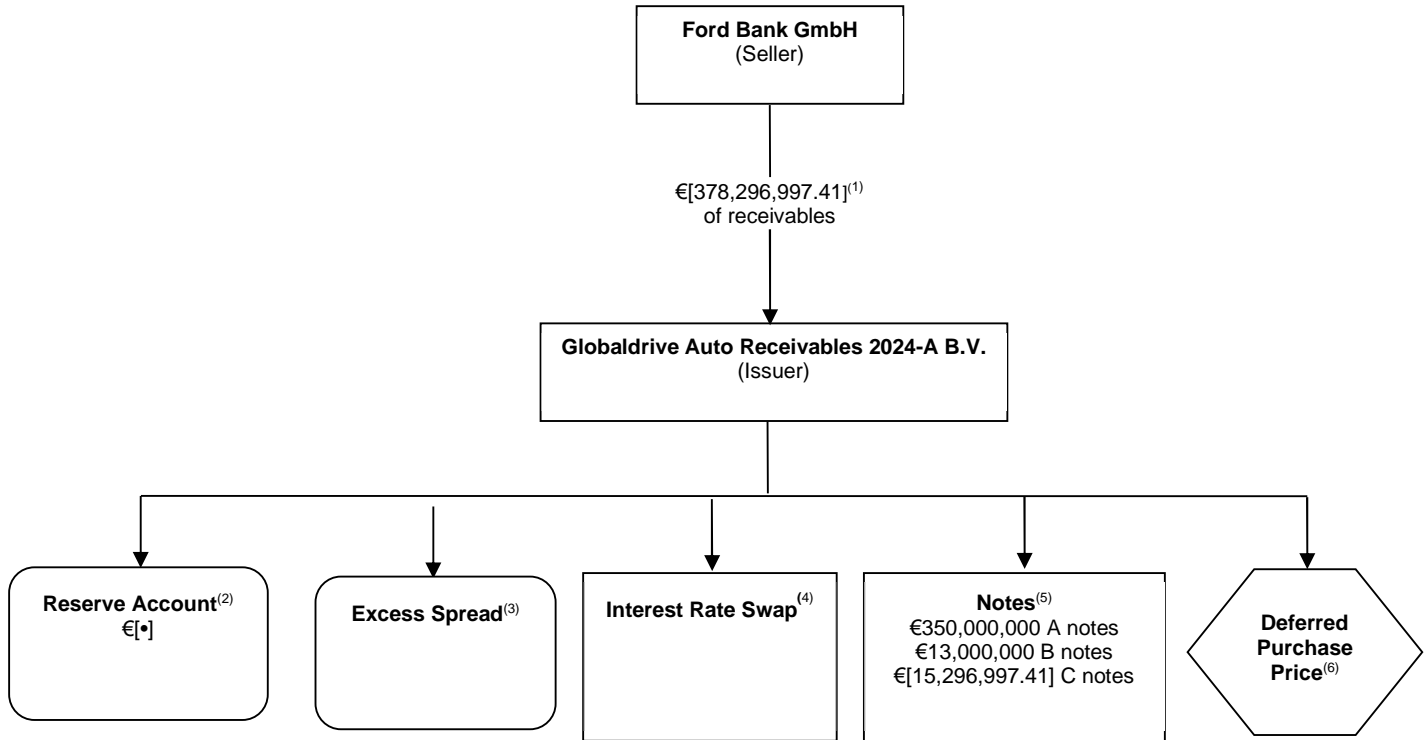 Ford Bank GmbH
(Seller)
€[378,296,997.41]⁽¹⁾
of receivables
Globaldrive Auto Receivables 2024-A B.V.
(Issuer)
Reserve Account⁽²⁾
€[•]
Excess Spread⁽³⁾
Interest Rate Swap⁽⁴⁾
Notes⁽⁵⁾
€350,000,000 A notes
€13,000,000 B notes
€[15,296,997.41] C notes
Deferred
Purchase
Price⁽⁶⁾